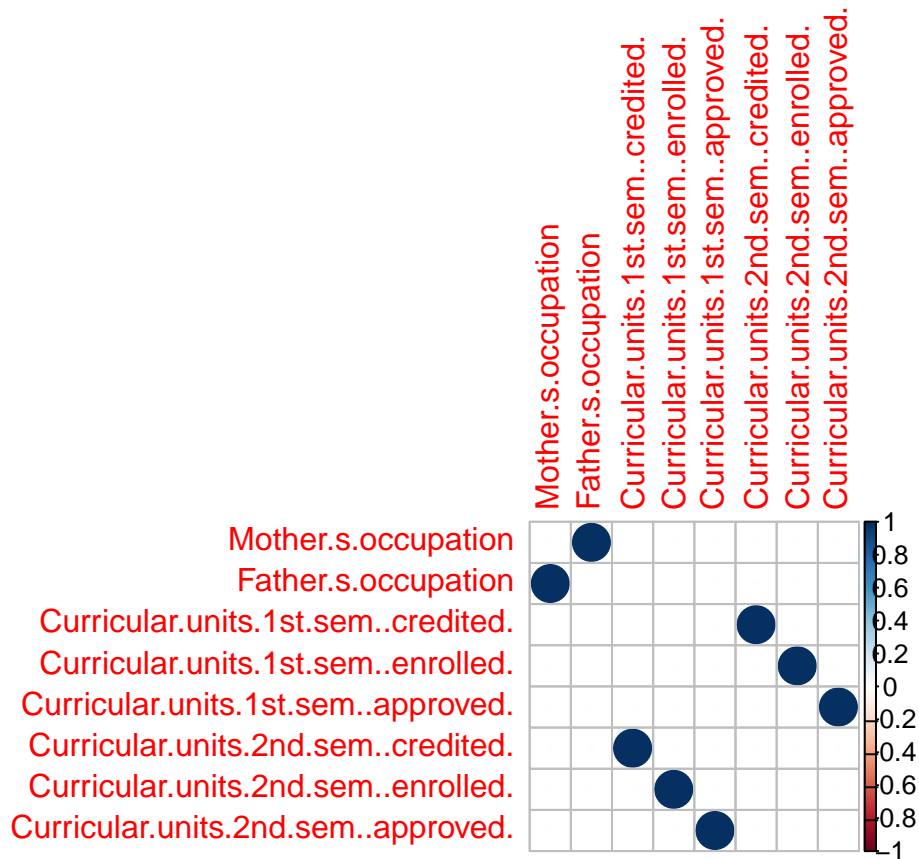 Mother.s.occupation
Father.s.occupation
Curricular.units.1st.sem..credited.
Curricular.units.1st.sem..enrolled.
Curricular.units.1st.sem..approved.
Curricular.units.2nd.sem..credited.
Curricular.units.2nd.sem..enrolled.
Curricular.units.2nd.sem..approved.
Mother.s.occupation
Father.s.occupation
Curricular.units.1st.sem..credited.
Curricular.units.1st.sem..enrolled.
Curricular.units.1st.sem..approved.
Curricular.units.2nd.sem..credited.
Curricular.units.2nd.sem..enrolled.
Curricular.units.2nd.sem..approved.
1
0.8
0.6
0.4
0.2
0
−0.2
−0.4
−0.6
−0.8
−1